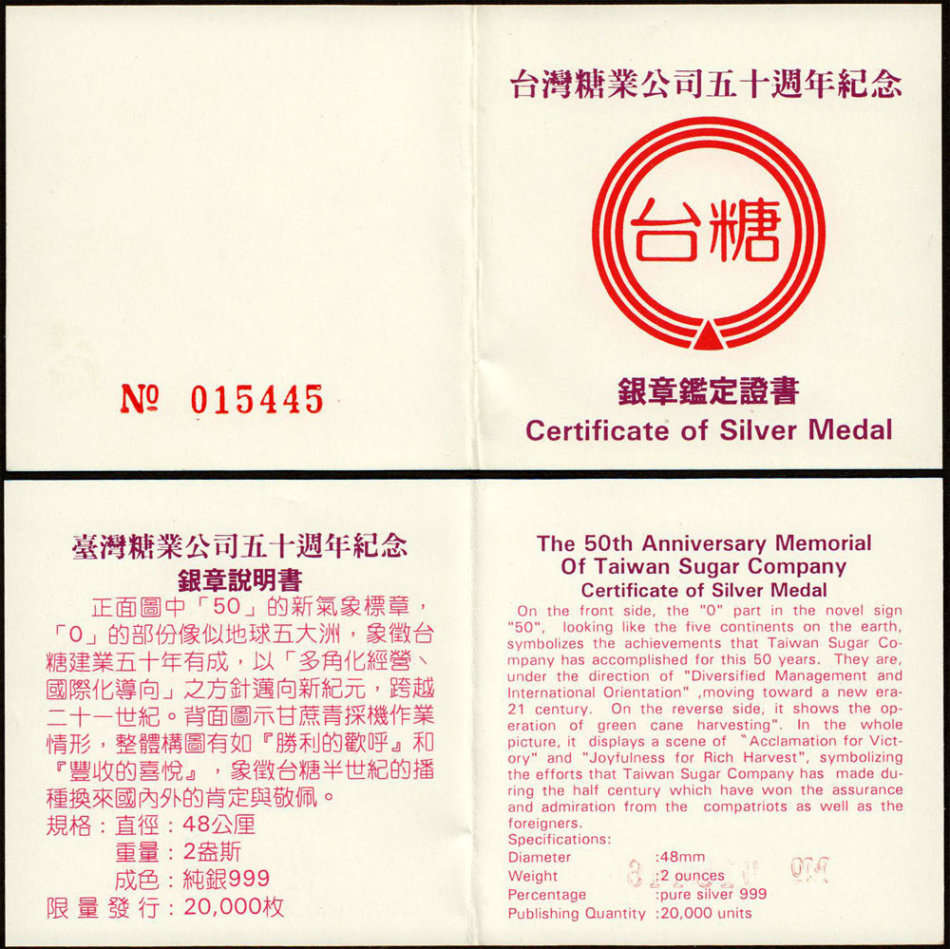 台灣糖業公司五十週年紀念
台糖
銀章鑑定證書
Certificate of Silver Medal
Nº 015445
臺灣糖業公司五十週年紀念
銀章說明書
正面圖中「50」的新氣象標章，
「0」的部份像似地球五大洲，象徵台
糖建業五十年有成，以「多角化經營、
國際化導向」之方針邁向新紀元，跨越
二十一世紀。背面圖示甘蔗青採機作業
情形，整體構圖有如『勝利的歡呼』和
『豐收的喜悅』，象徵台糖半世紀的播
種換來國內外的肯定與敬佩。
規格：直徑：48公厘
重量：2盎斯
成色：純銀999
限量發行：20,000枚
The 50th Anniversary Memorial
Of Taiwan Sugar Company
Certificate of Silver Medal
On the front side, the "0" part in the novel sign
"50", looking like the five continents on the earth,
symbolizes the achievements that Taiwan Sugar Co-
mpany has accomplished for this 50 years. They are,
under the direction of "Diversified Management and
International Orientation" ,moving toward a new era-
21 century. On the reverse side, it shows the op-
eration of green cane harvesting". In the whole
picture, it displays a scene of "Acclamation for Vict-
ory" and "Joyfulness for Rich Harvest", symbolizing
the efforts that Taiwan Sugar Company has made du-
ring the half century which have won the assurance
and admiration from the compatriots as well as the
foreigners.
Specifications:
Diameter :48mm
Weight :2 ounces
Percentage :pure silver 999
Publishing Quantity :20,000 units